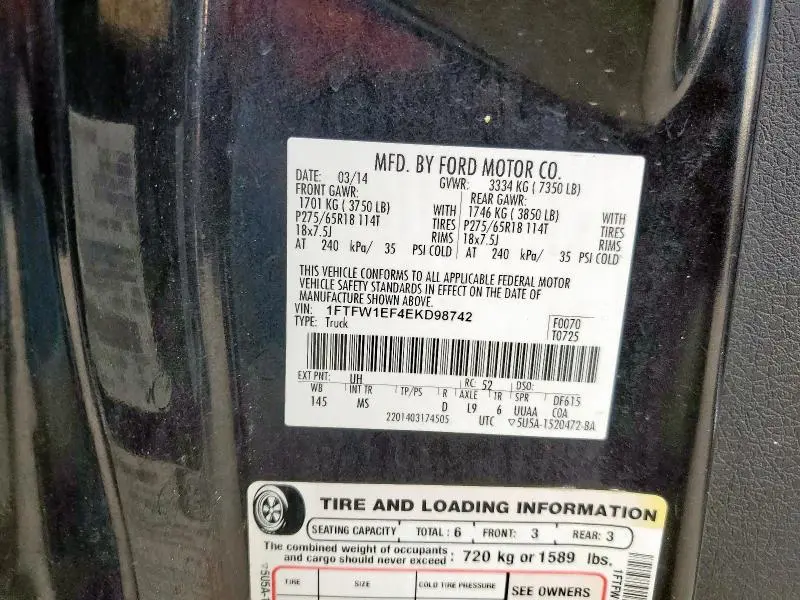 MFD. BY FORD MOTOR CO.
DATE: 03/14 GVWR: 3334 KG ( 7350 LB)
FRONT GAWR: REAR GAWR:
1701 KG ( 3750 LB) WITH 1746 KG ( 3850 LB) WITH
P275/65R18 114T TIRES P275/65R18 114T TIRES
18x7.5J RIMS 18x7.5J RIMS
AT 240 kPa/ 35 PSI COLD AT 240 kPa/ 35 PSI COLD
THIS VEHICLE CONFORMS TO ALL APPLICABLE FEDERAL MOTOR
VEHICLE SAFETY STANDARDS IN EFFECT ON THE DATE OF
MANUFACTURE SHOWN ABOVE.
VIN: 1FTFW1EF4EKD98742
TYPE: Truck
F0070
T0725
EXT PNT: UH RC: 52 DSO:
WB INT TR TP/PS R AXLE TR SPR DF615
145 MS D L9 6 UUAA COA
2201403174505 UTC ▽5U5A-1520472-BA
TIRE AND LOADING INFORMATION
SEATING CAPACITY TOTAL : 6 FRONT: 3 REAR: 3
The combined weight of occupants
and cargo should never exceed : 720 kg or 1589 lbs.
TIRE SIZE COLD TIRE PRESSURE SEE OWNERS
▽5U5A-1
1FTFW